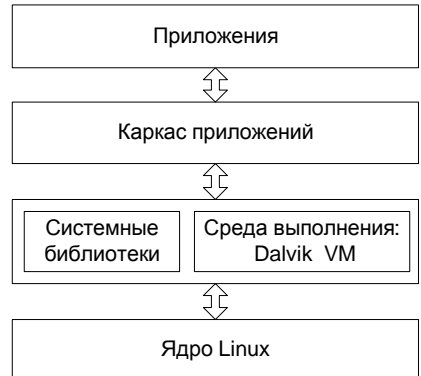 Приложения
Каркас приложений
Системные
библиотеки
Среда выполнения:
Dalvik VM
Ядро Linux